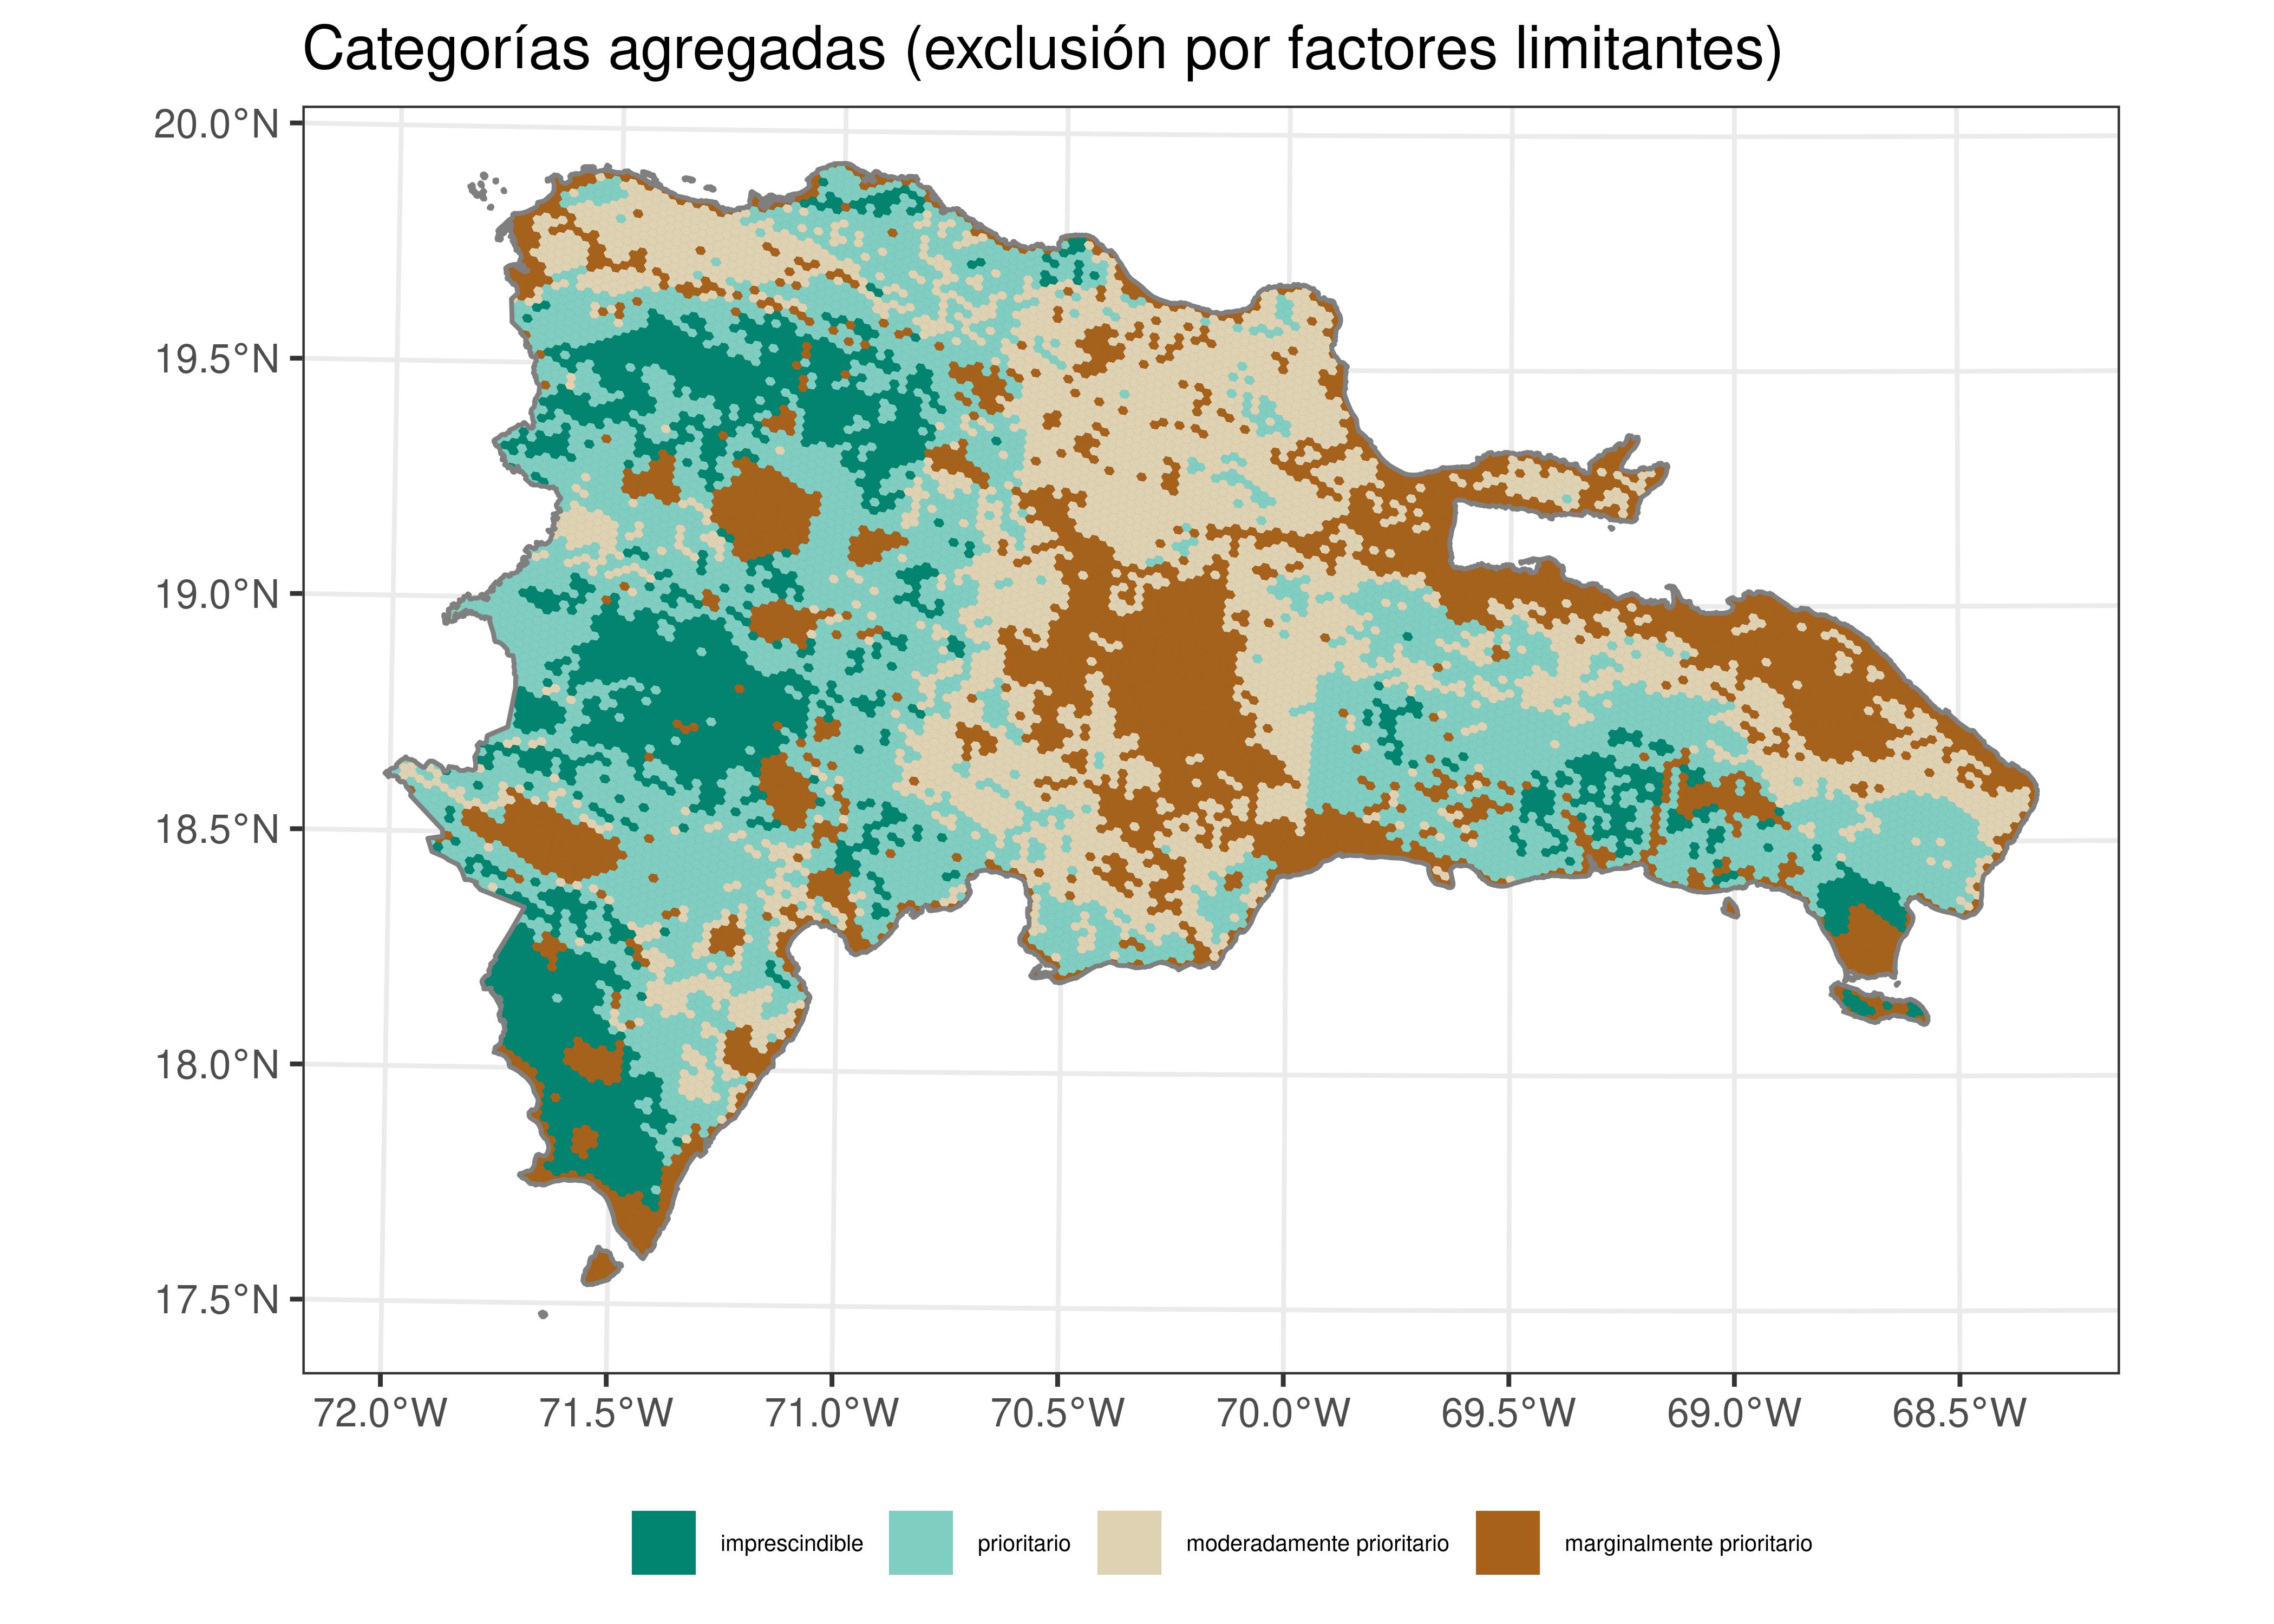 Categorías agregadas (exclusión por factores limitantes)
20.0°N
19.5°N
19.0°N
18.5°N
18.0°N
17.5°N
72.0°W 71.5°W 71.0°W 70.5°W 70.0°W 69.5°W 69.0°W 68.5°W
imprescindible prioritario moderadamente prioritario marginalmente prioritario